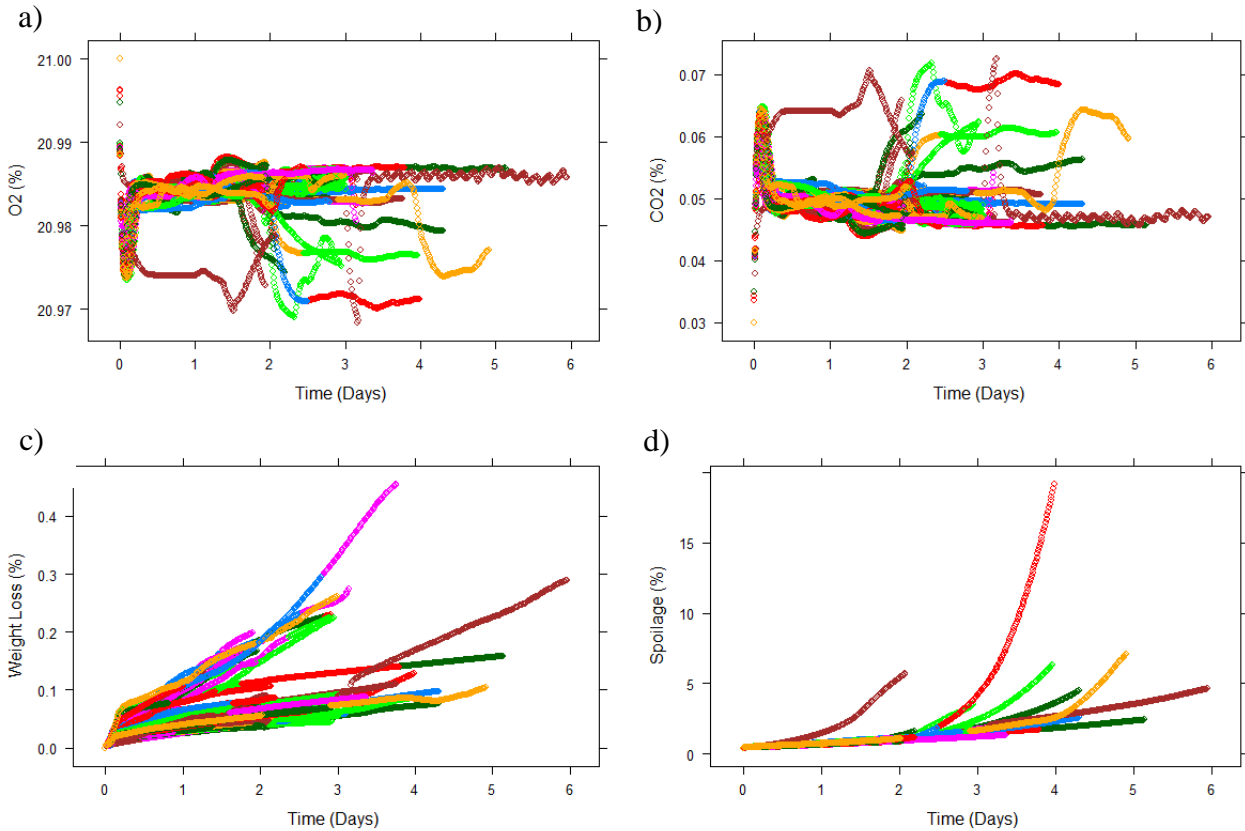 a)
21.00
20.99
20.98
20.97
O2 (%)
0 1 2 3 4 5 6
Time (Days)
b)
0.07
0.06
0.05
0.04
0.03
CO2 (%)
0 1 2 3 4 5 6
Time (Days)
c)
0.4
0.3
0.2
0.1
0.0
Weight Loss (%)
0 1 2 3 4 5 6
Time (Days)
d)
15
10
5
0
Spoilage (%)
0 1 2 3 4 5 6
Time (Days)